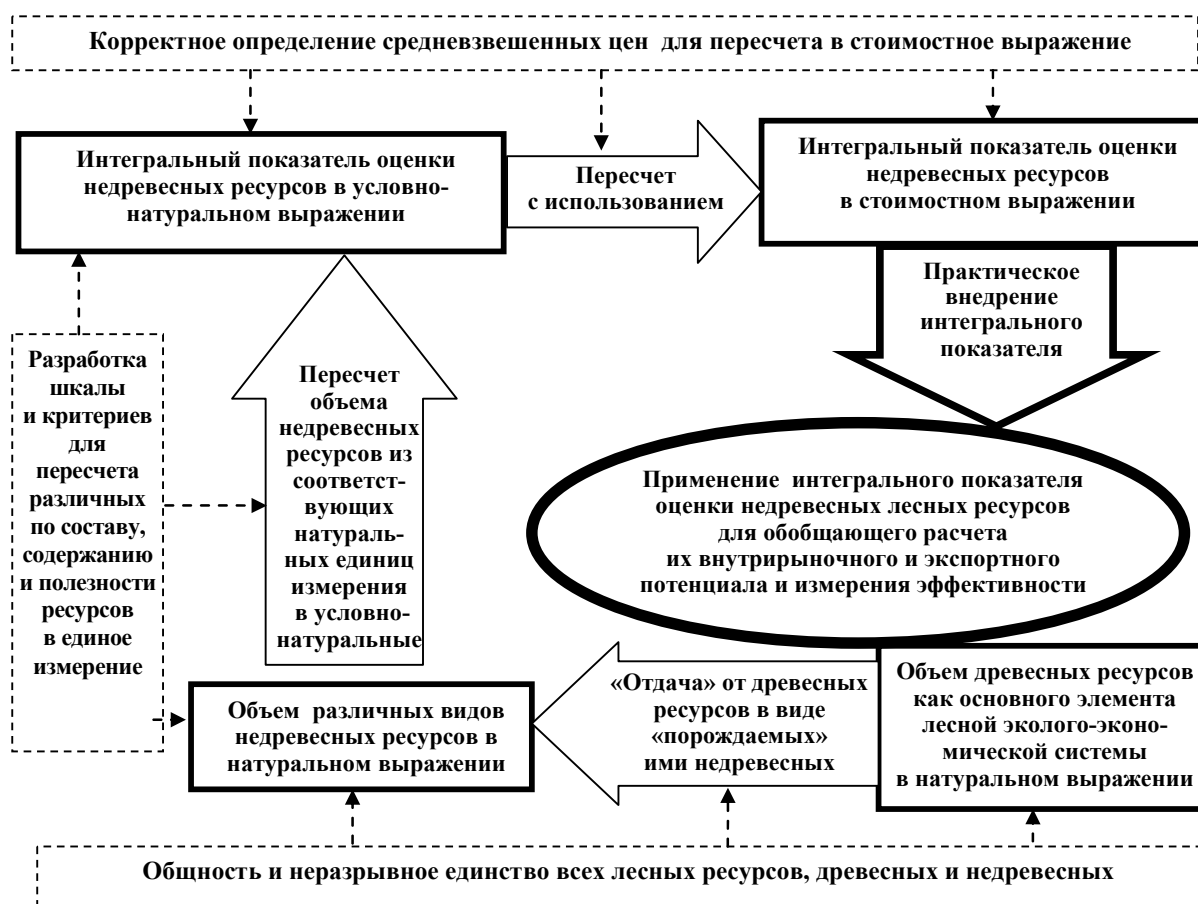 Корректное определение средневзвешенных цен для пересчета в стоимостное выражение
Интегральный показатель оценки
недревесных ресурсов в условно-
натуральном выражении
Пересчет
с использованием
Интегральный показатель оценки
недревесных ресурсов
в стоимостном выражении
Практическое
внедрение
интегрального
показателя
Разработка
шкалы
и критериев
для
пересчета
различных
по составу,
содержанию
и полезности
ресурсов
в единое
измерение
Пересчет
объема
недревесных
ресурсов из
соответст-
вующих
натураль-
ных единиц
измерения
в условно-
натуральные
Применение интегрального показателя
оценки недревесных лесных ресурсов
для обобщающего расчета
их внутрирыночного и экспортного
потенциала и измерения эффективности
Объем различных видов
недревесных ресурсов в
натуральном выражении
«Отдача» от древесных
ресурсов в виде
«порождаемых»
ими недревесных
Объем древесных ресурсов
как основного элемента
лесной эколого-эконо-
мической системы
в натуральном выражении
Общность и неразрывное единство всех лесных ресурсов, древесных и недревесных